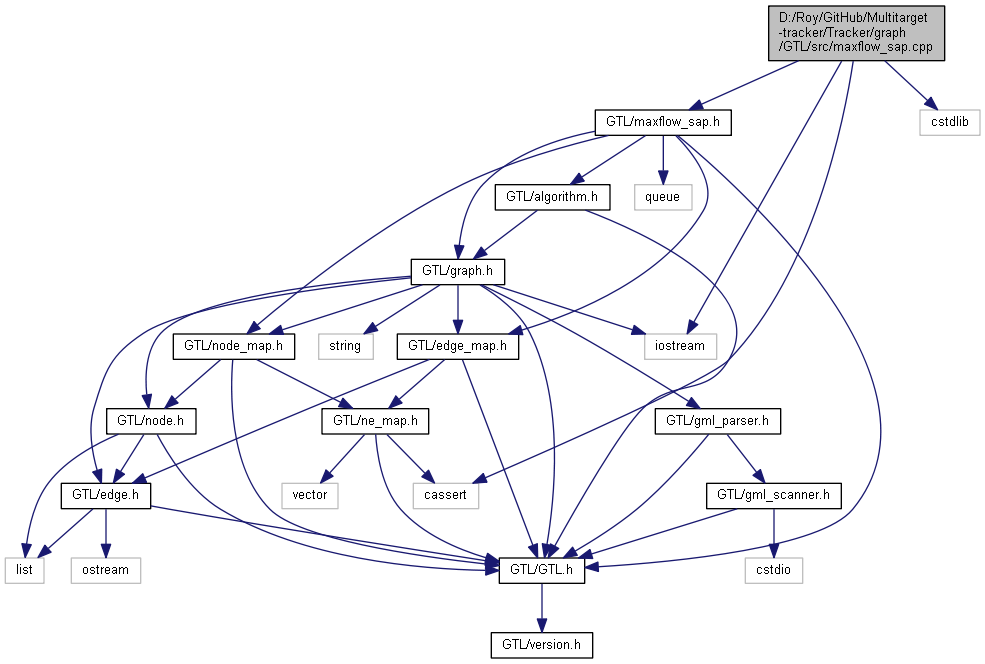 D:/Roy/GitHub/Multitarget
-tracker/Tracker/graph
/GTL/src/maxflow_sap.cpp
GTL/maxflow_sap.h
cstdlib
GTL/algorithm.h
queue
GTL/graph.h
GTL/node_map.h
string
GTL/edge_map.h
iostream
GTL/node.h
GTL/ne_map.h
GTL/gml_parser.h
GTL/edge.h
vector
cassert
GTL/gml_scanner.h
list
ostream
GTL/GTL.h
cstdio
GTL/version.h